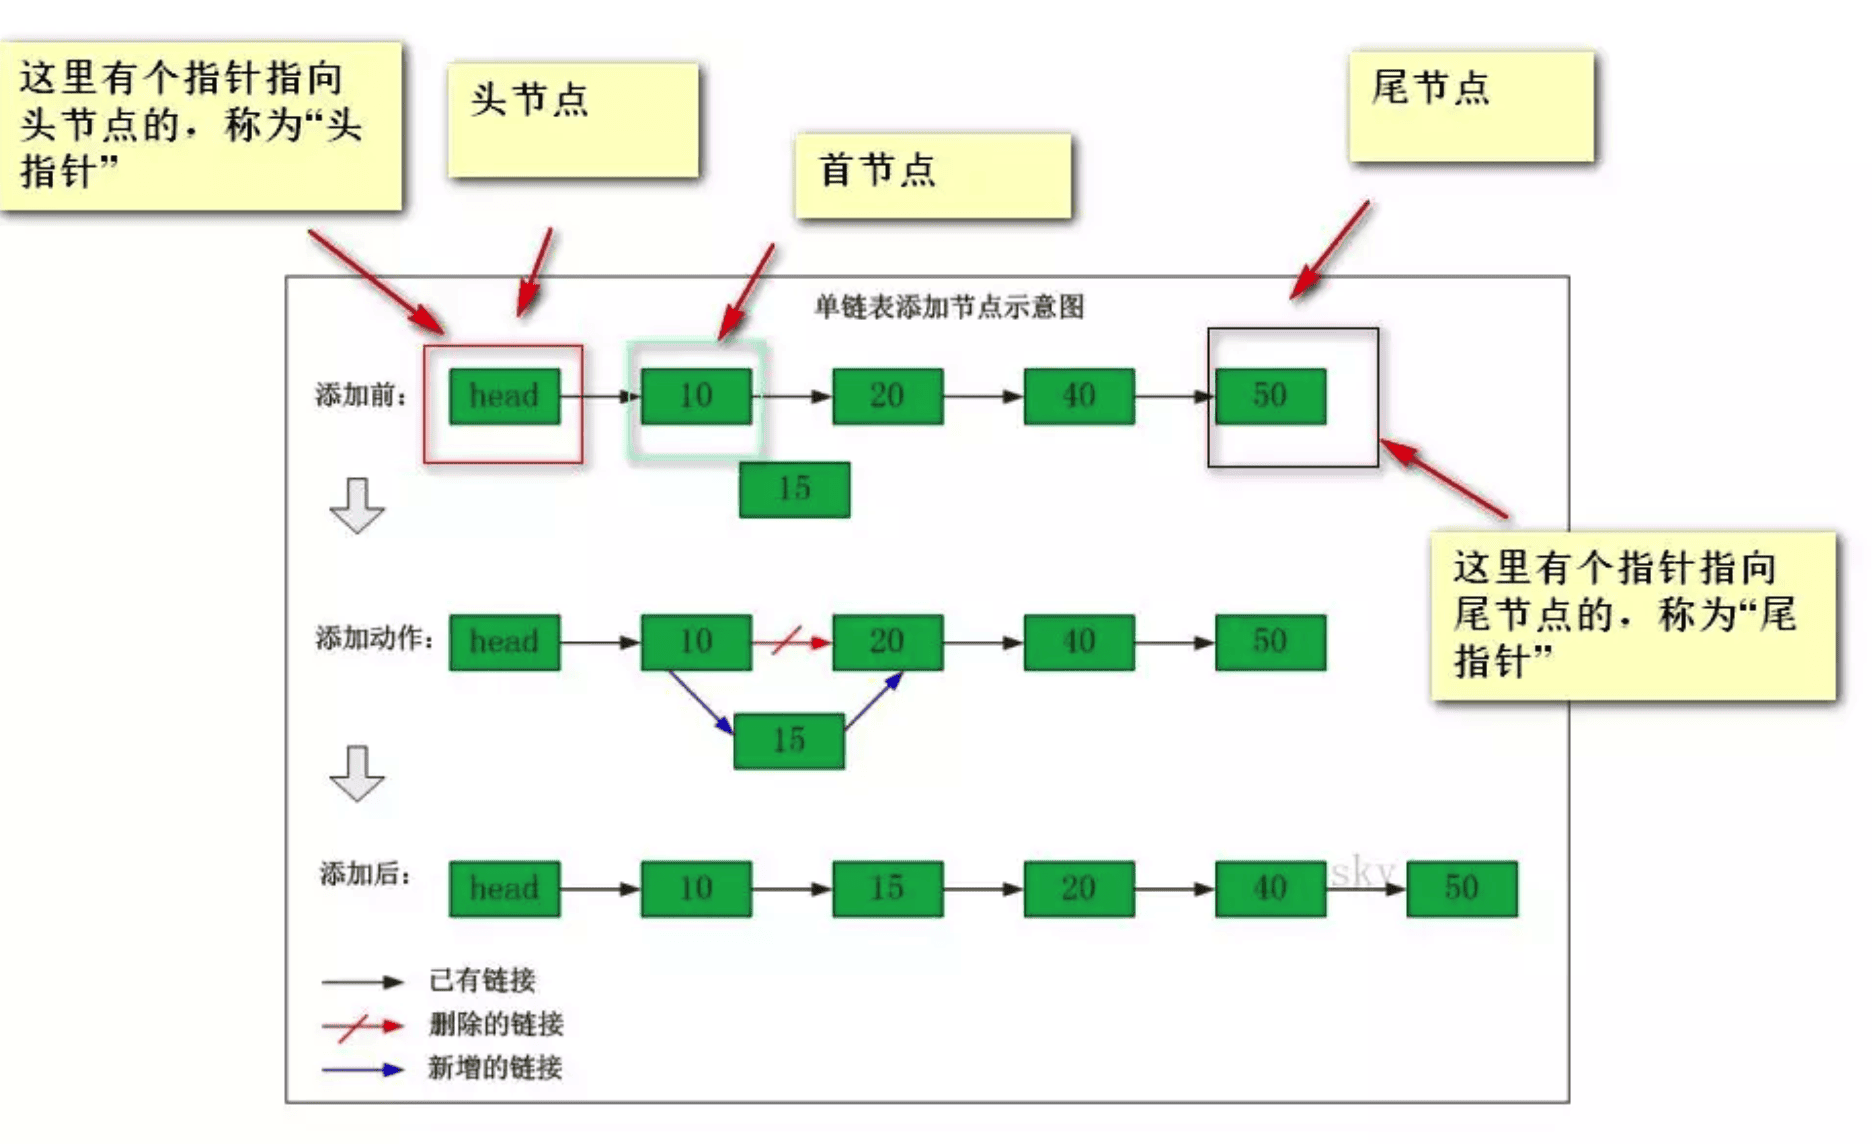 这里有个指针指向
头节点的，称为“头
指针”
头节点
首节点
尾节点
单链表添加节点示意图
添加前：
head
10
20
40
50
15
这里有个指针指向
尾节点的，称为“尾
指针”
添加动作：
head
10
20
40
50
15
添加后：
head
10
15
20
40
sky
50
已有链接
删除的链接
新增的链接